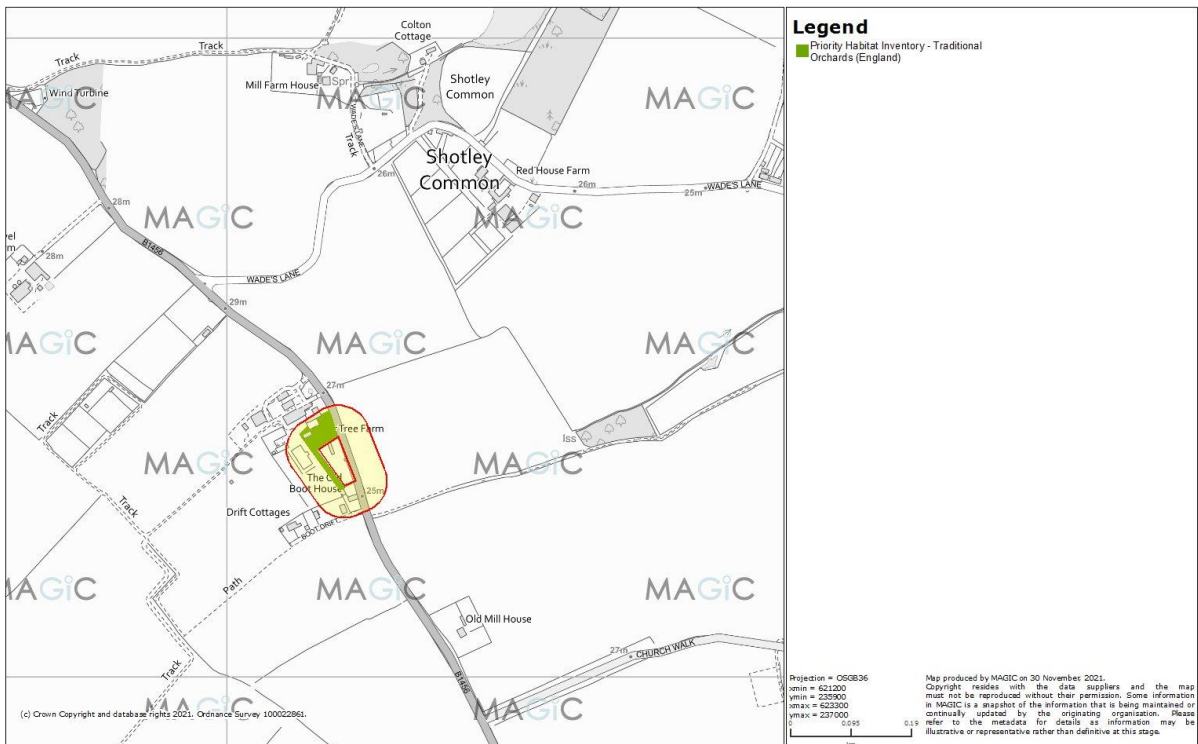 Colton
Cottage
Track
Track
Shotley
Common
Mill Farm House
Spr
Wind Turbine
MAGiC
MAGiC
MAGiC
WADE'S LANE
Track
Shotley
Common
26m
Red House Farm
26m
25m
WADE'S LANE
28m
MAGiC
MAGiC
28m
B1456
WADE'S LANE
29m
MAGiC
MAGiC
MAGiC
27m
Track
Tree Farm
Iss
MAGiC
MAGiC
The Old
Boot House
25m
Drift Cottages
BOOT DRIFT
Track
Path
MAGiC
MAGiC
MAGiC
Old Mill House
27m
CHURCH WALK
Track
B1456
MAGiC
MAGiC
(c) Crown Copyright and database rights 2021. Ordnance Survey 100022861.
Legend
Priority Habitat Inventory - Traditional
Orchards (England)
Projection = OSGB36
xmin = 621200
ymin = 235900
xmax = 623300
ymax = 237000
0 0.095 0.19
km
Map produced by MAGIC on 30 November, 2021.
Copyright resides with the data suppliers and the map
must not be reproduced without their permission. Some information
in MAGIC is a snapshot of the information that is being maintained or
continually updated by the originating organisation. Please
refer to the metadata for details as information may be
illustrative or representative rather than definitive at this stage.